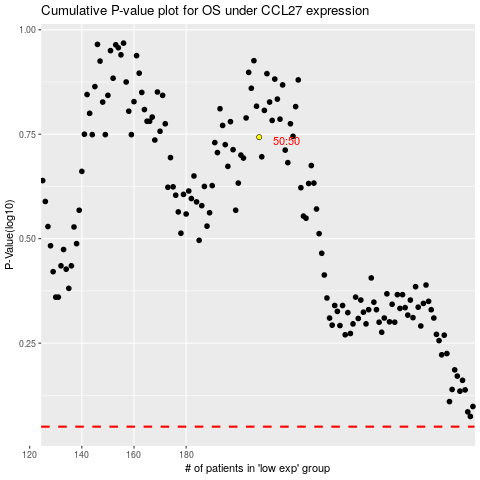 Cumulative P-value plot for OS under CCL27 expression
P-Value(log10)
1.00
0.75
0.50
0.25
50:50
120 140 160 180
# of patients in 'low exp' group